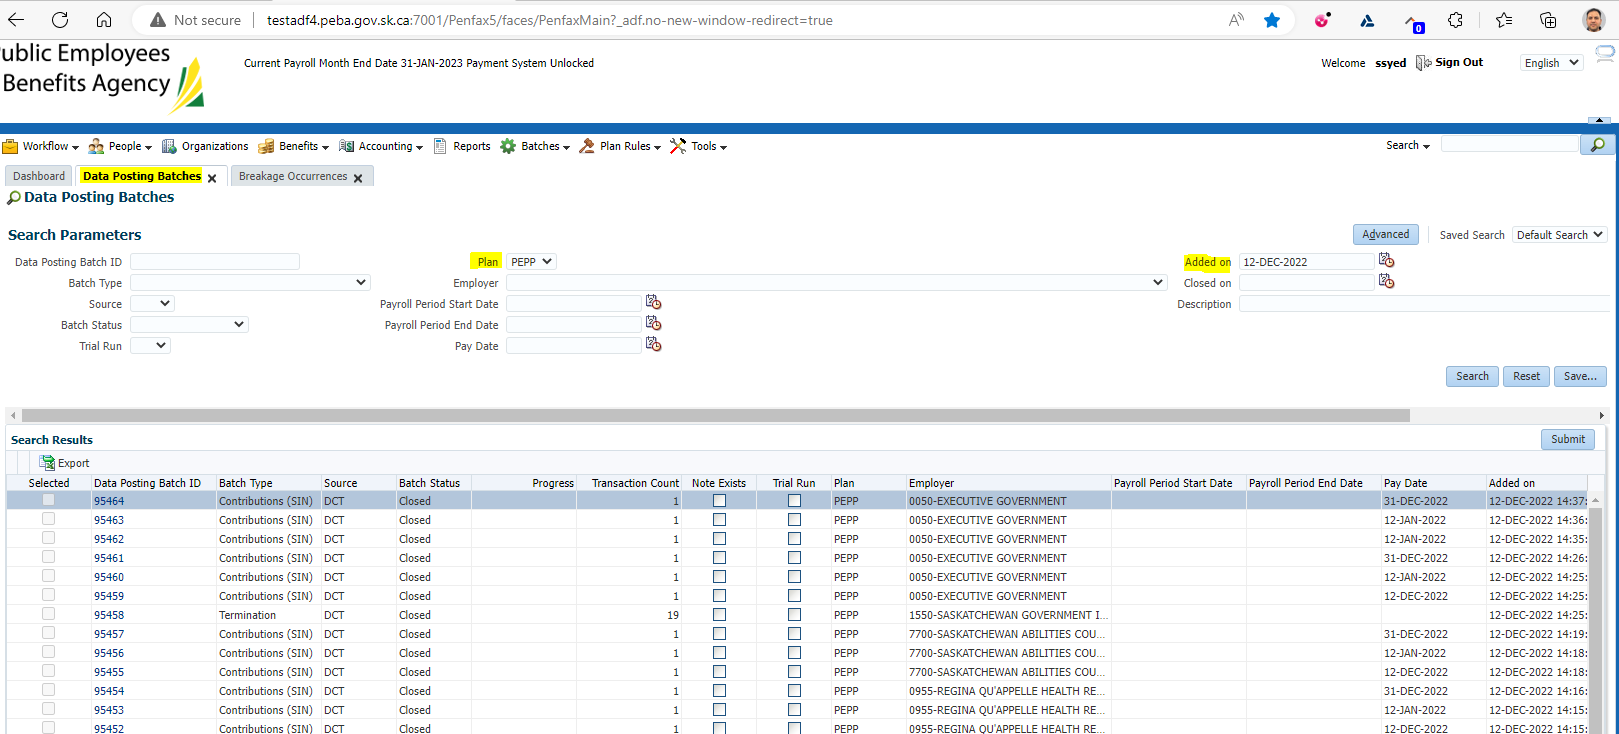 Not secure testadf4.peba.gov.sk.ca:7001/Penfax5/faces/PenfaxMain?_adf.no-new-window-redirect=true
0
ublic Employees
Benefits Agency
Current Payroll Month End Date 31-JAN-2023 Payment System Unlocked
Welcome ssyed Sign Out English
Workflow People Organizations Benefits Accounting Reports Batches Plan Rules Tools Search
Dashboard Data Posting Batches Breakage Occurrences
Data Posting Batches
Search Parameters Advanced Saved Search Default Search
Data Posting Batch ID Plan PEPP Added on 12-DEC-2022
Batch Type Employer Closed on
Source Payroll Period Start Date Description
Batch Status Payroll Period End Date
Trial Run Pay Date
Search Reset Save...
Search Results Submit
Export
Selected Data Posting Batch ID Batch Type Source Batch Status Progress Transaction Count Note Exists Trial Run Plan Employer Payroll Period Start Date Payroll Period End Date Pay Date Added on
95464 Contributions (SIN) DCT Closed 1 PEPP 0050-EXECUTIVE GOVERNMENT 31-DEC-2022 12-DEC-2022 14:37:
95463 Contributions (SIN) DCT Closed 1 PEPP 0050-EXECUTIVE GOVERNMENT 12-JAN-2022 12-DEC-2022 14:36:
95462 Contributions (SIN) DCT Closed 1 PEPP 0050-EXECUTIVE GOVERNMENT 12-JAN-2022 12-DEC-2022 14:35:
95461 Contributions (SIN) DCT Closed 1 PEPP 0050-EXECUTIVE GOVERNMENT 31-DEC-2022 12-DEC-2022 14:26:
95460 Contributions (SIN) DCT Closed 1 PEPP 0050-EXECUTIVE GOVERNMENT 12-JAN-2022 12-DEC-2022 14:25:
95459 Contributions (SIN) DCT Closed 1 PEPP 0050-EXECUTIVE GOVERNMENT 12-DEC-2022 12-DEC-2022 14:25:
95458 Termination DCT Closed 19 PEPP 1550-SASKATCHEWAN GOVERNMENT I... 12-DEC-2022 14:25:
95457 Contributions (SIN) DCT Closed 1 PEPP 7700-SASKATCHEWAN ABILITIES COU... 31-DEC-2022 12-DEC-2022 14:19:
95456 Contributions (SIN) DCT Closed 1 PEPP 7700-SASKATCHEWAN ABILITIES COU... 12-JAN-2022 12-DEC-2022 14:18:
95455 Contributions (SIN) DCT Closed 1 PEPP 7700-SASKATCHEWAN ABILITIES COU... 12-DEC-2022 12-DEC-2022 14:18:
95454 Contributions (SIN) DCT Closed 1 PEPP 0955-REGINA QU'APPELLE HEALTH RE... 31-DEC-2022 12-DEC-2022 14:16:
95453 Contributions (SIN) DCT Closed 1 PEPP 0955-REGINA QU'APPELLE HEALTH RE... 12-JAN-2022 12-DEC-2022 14:15:
95452 Contributions (SIN) DCT Closed 1 PEPP 0955-REGINA QU'APPELLE HEALTH RE... 12-DEC-2022 12-DEC-2022 14:15: